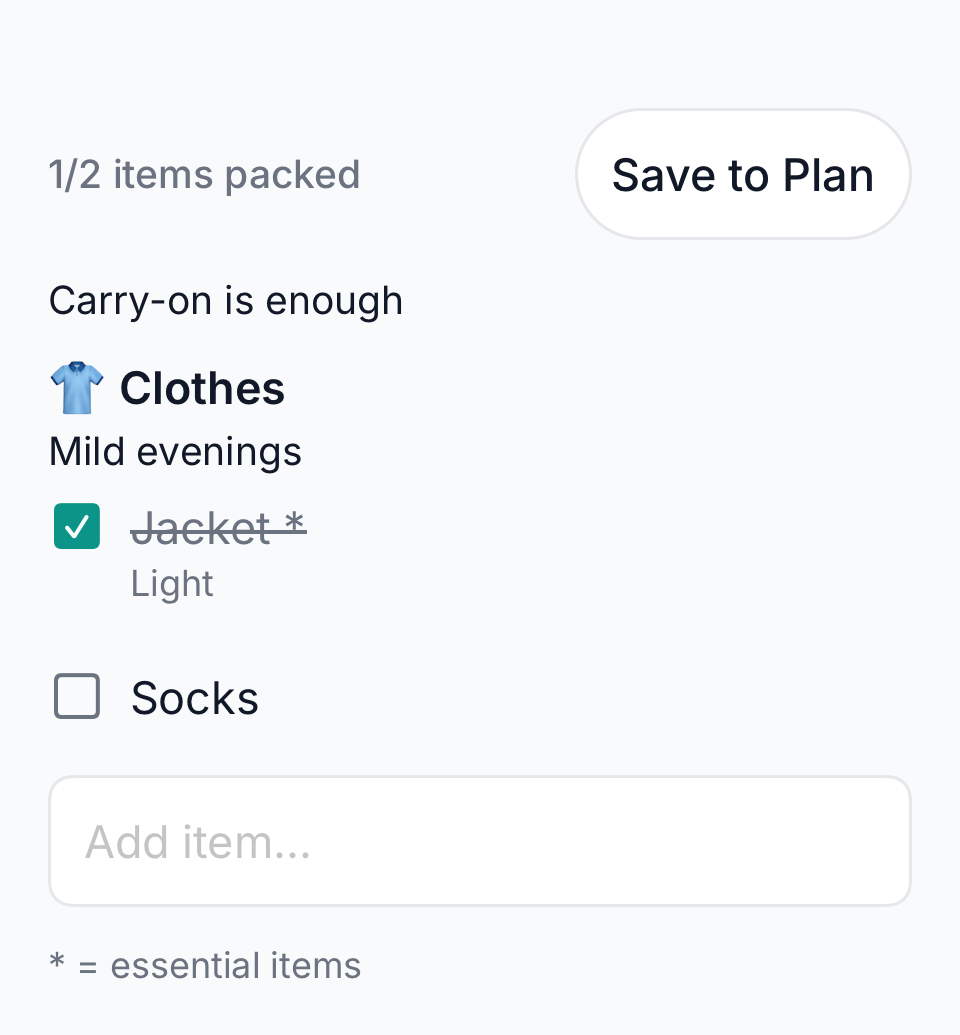 1/2 items packed
Save to Plan
Carry-on is enough
👕 Clothes
Mild evenings
Jacket *
Light
Socks
Add item...
* = essential items